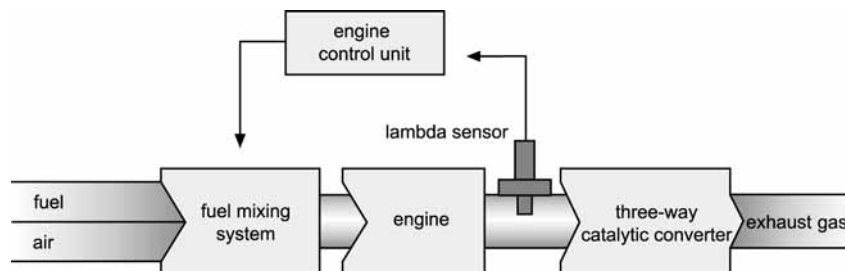 engine
control unit
lambda sensor
fuel
air
fuel mixing
system
engine
three-way
catalytic converter
exhaust gas